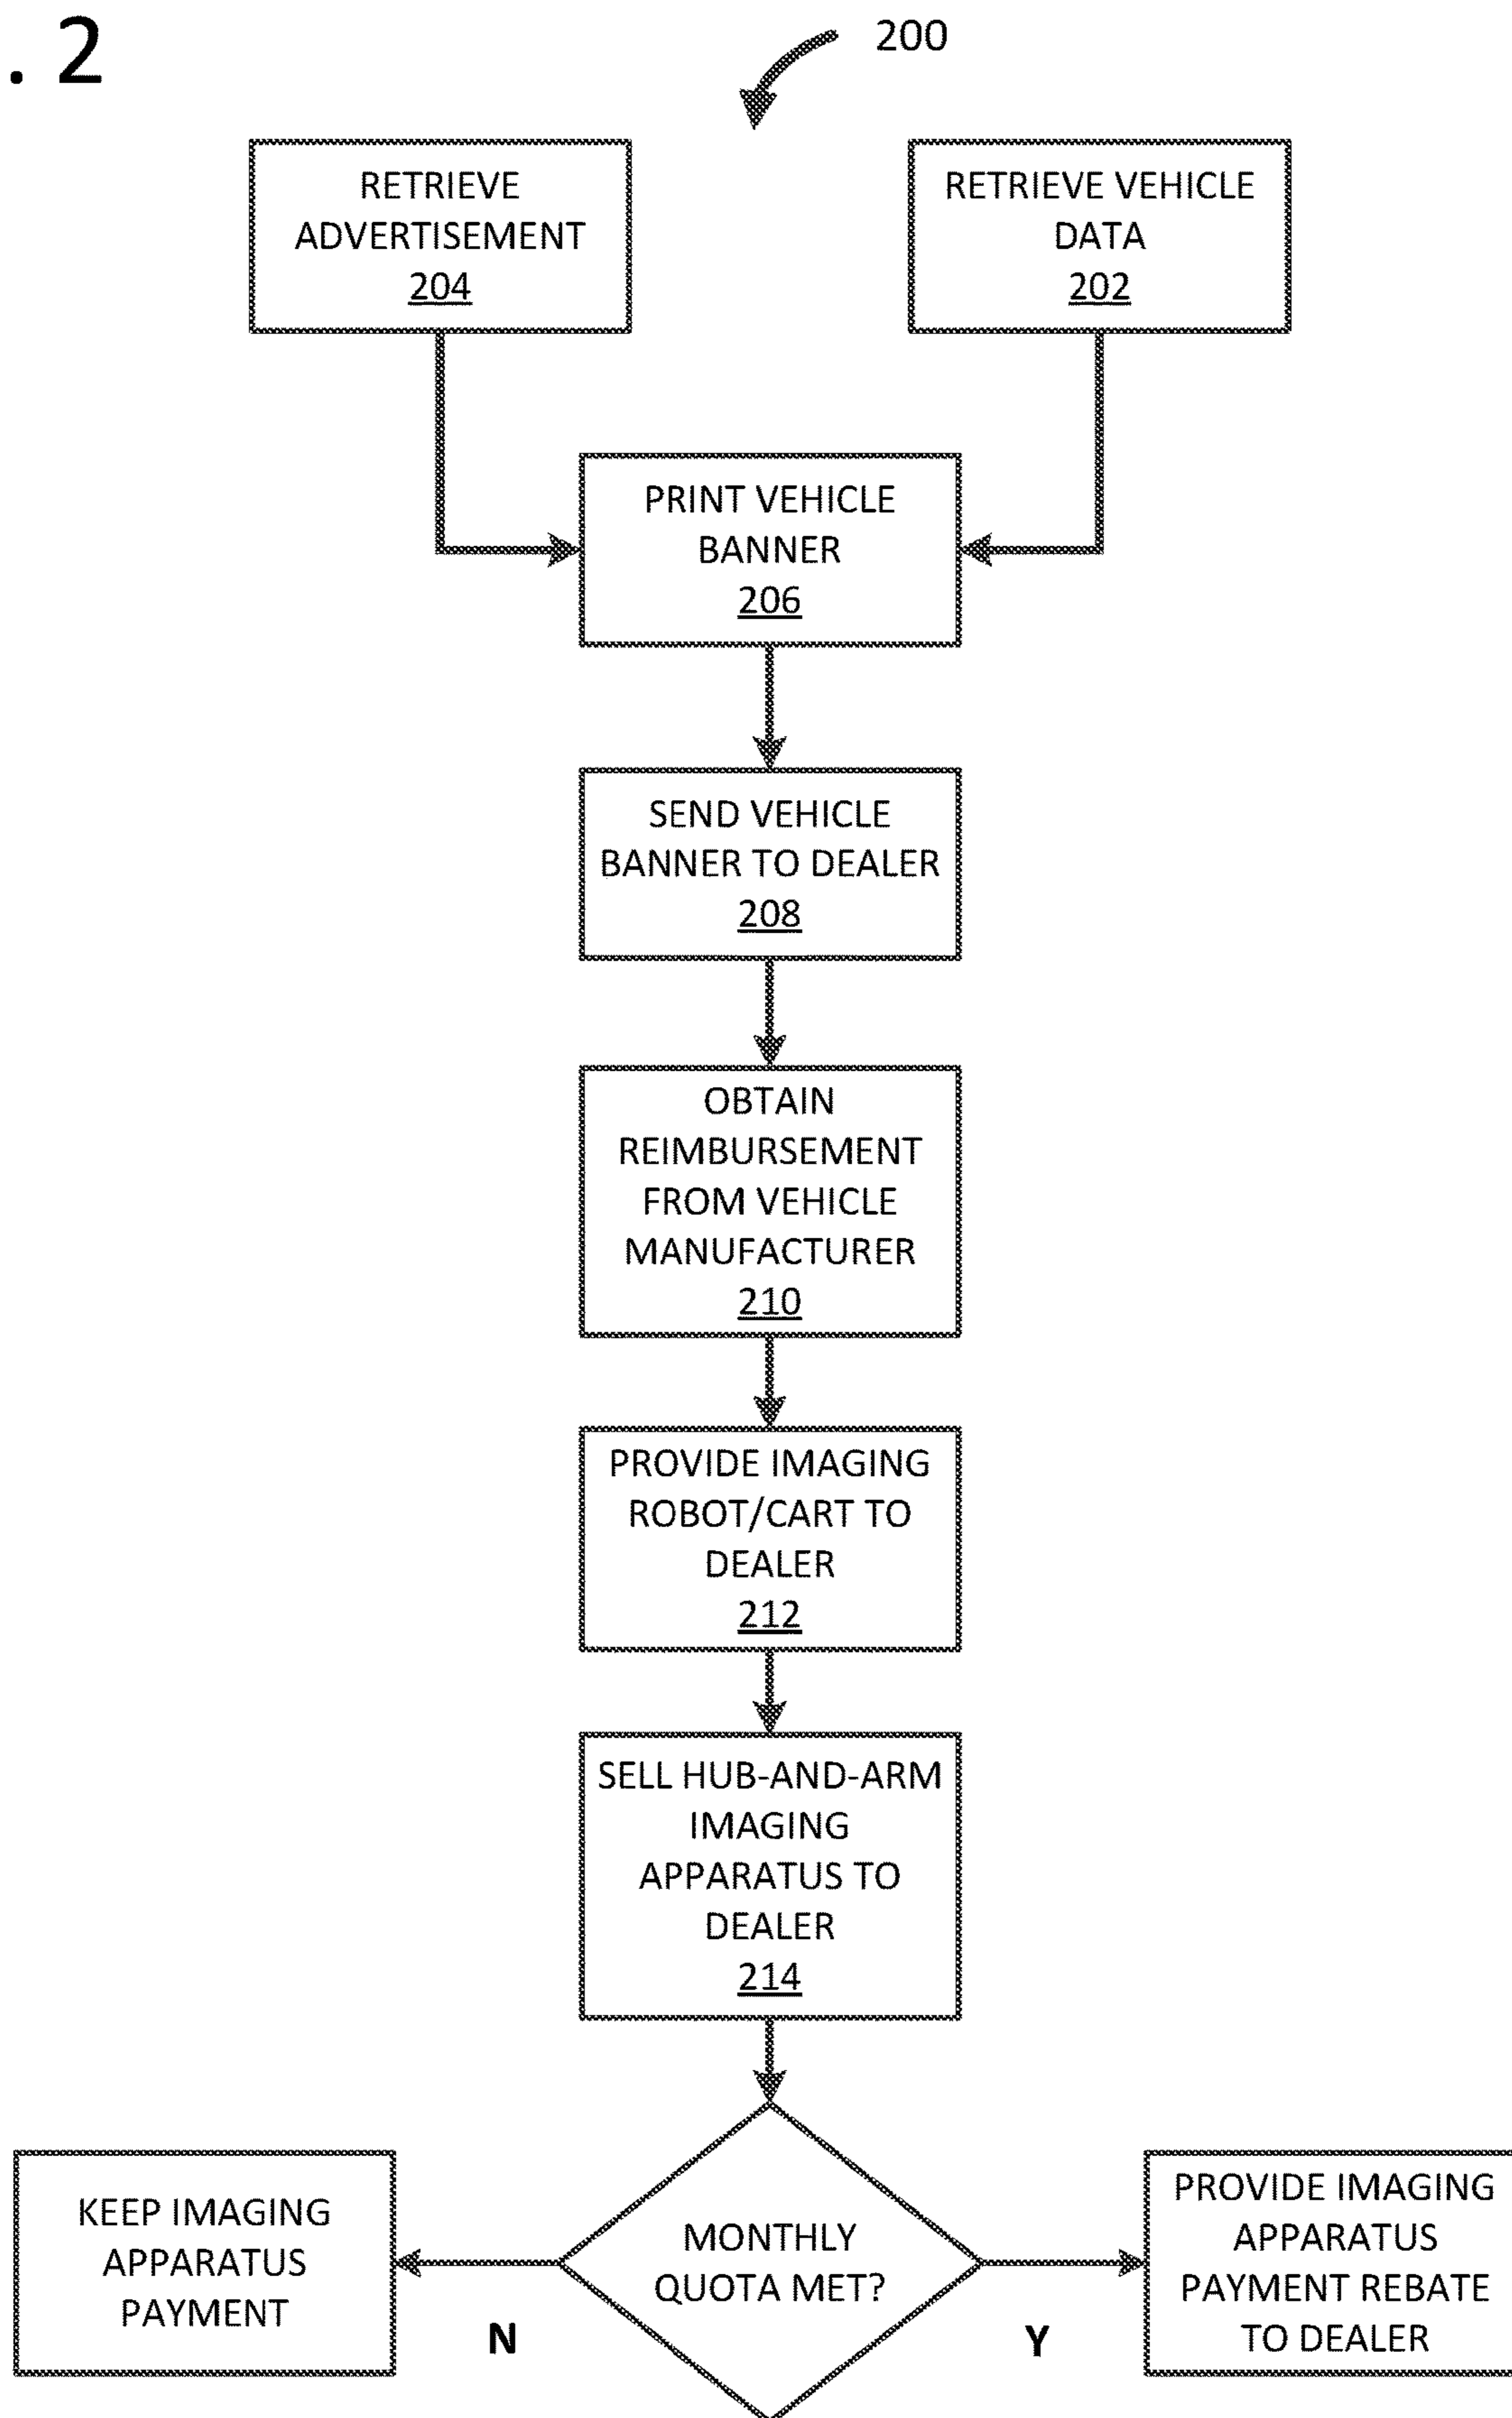 . 2
200
RETRIEVE
ADVERTISEMENT
204
RETRIEVE VEHICLE
DATA
202
PRINT VEHICLE
BANNER
206
SEND VEHICLE
BANNER TO DEALER
208
OBTAIN
REIMBURSEMENT
FROM VEHICLE
MANUFACTURER
210
PROVIDE IMAGING
ROBOT/CART TO
DEALER
212
SELL HUB-AND-ARM
IMAGING
APPARATUS TO
DEALER
214
KEEP IMAGING
APPARATUS
PAYMENT
N
MONTHLY
QUOTA MET?
Y
PROVIDE IMAGING
APPARATUS
PAYMENT REBATE
TO DEALER